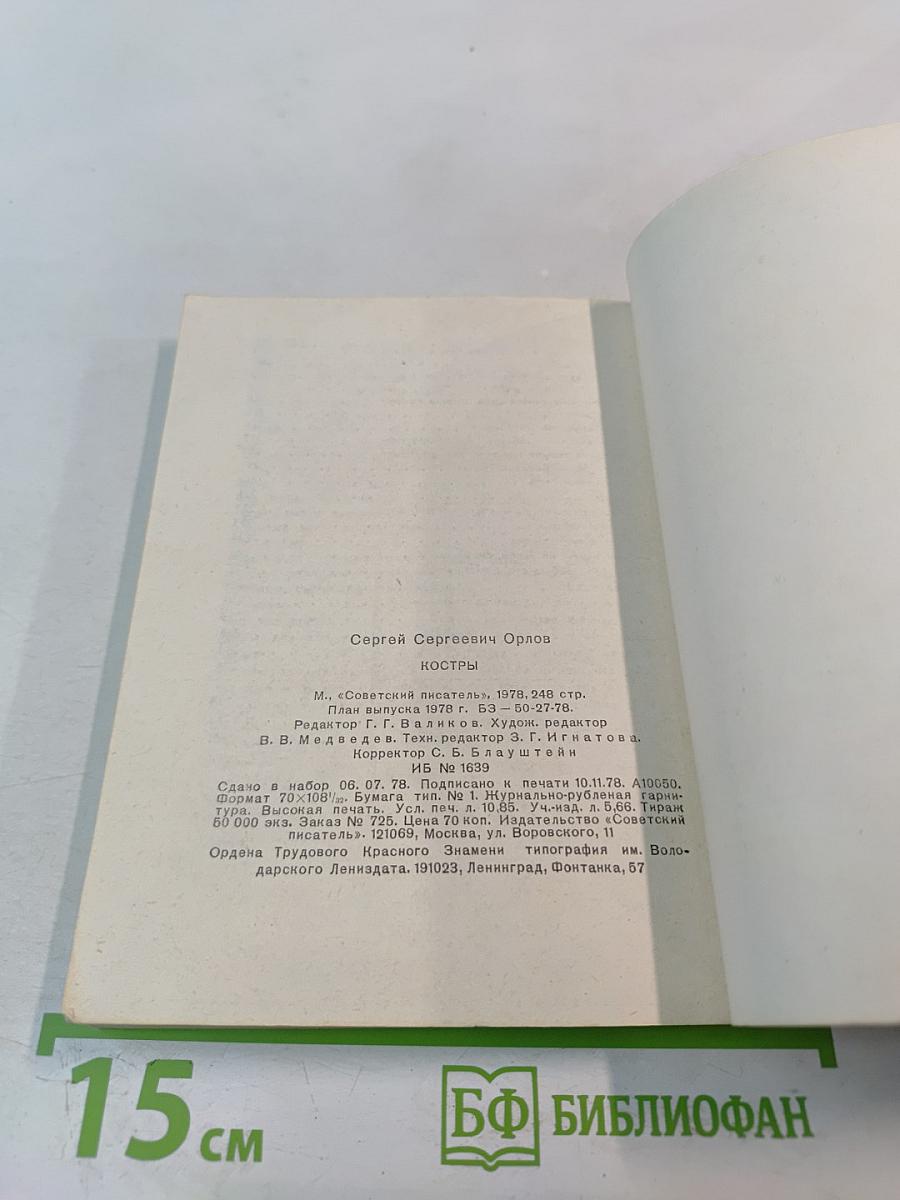 Сергей Сергеевич Орлов
КОСТРЫ
М., «Советский писатель», 1978, 248 стр.
План выпуска 1978 г. БЗ — 50-27-78.
Редактор Г. Г. Валиков. Худож. редактор
В. В. Медведев. Техн. редактор З. Г. Игнатова.
Корректор С. Б. Блауштейн
ИБ № 1639
Сдано в набор 06. 07. 78. Подписано к печати 10.11.78. А10050.
Формат 70×108¹/₃₂. Бумага тип. № 1. Журнально-рубленая гарни-
тура. Высокая печать. Усл. печ. л. 10,85. Уч.-изд. л. 5,66. Тираж
50 000 экз. Заказ № 725. Цена 70 коп. Издательство «Советский
писатель». 121069, Москва, ул. Воровского, 11
Ордена Трудового Красного Знамени типография им. Воло-
дарского Лениздата. 191023, Ленинград, Фонтанка, 57
15 см
БФ БИБЛИОФАН